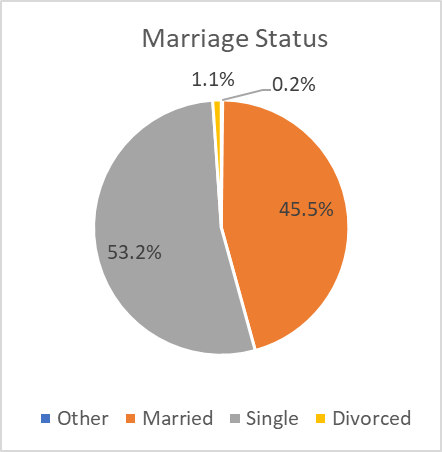 Marriage Status
1.1%
0.2%
45.5%
53.2%
Other Married Single Divorced